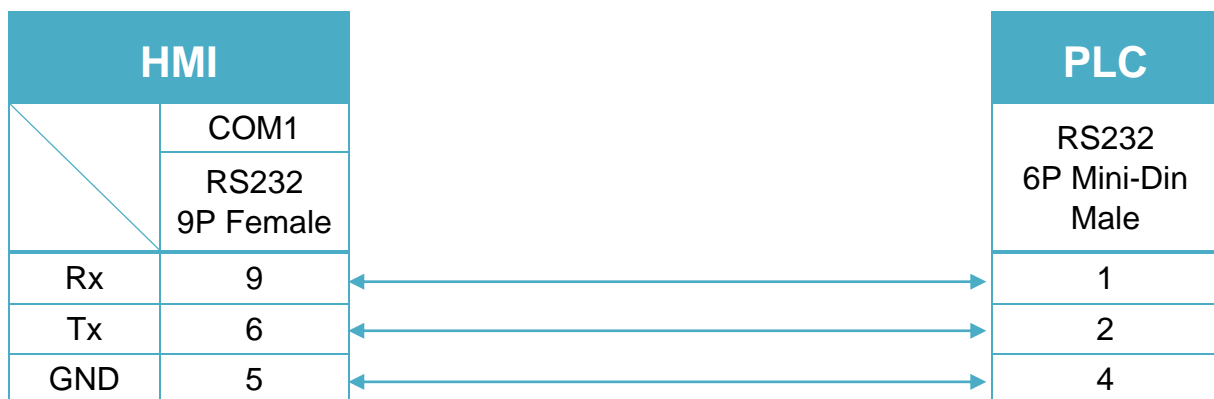 HMI
PLC
COM1
RS232
9P Female
RS232
6P Mini-Din
Male
Rx 9 1
Tx 6 2
GND 5 4